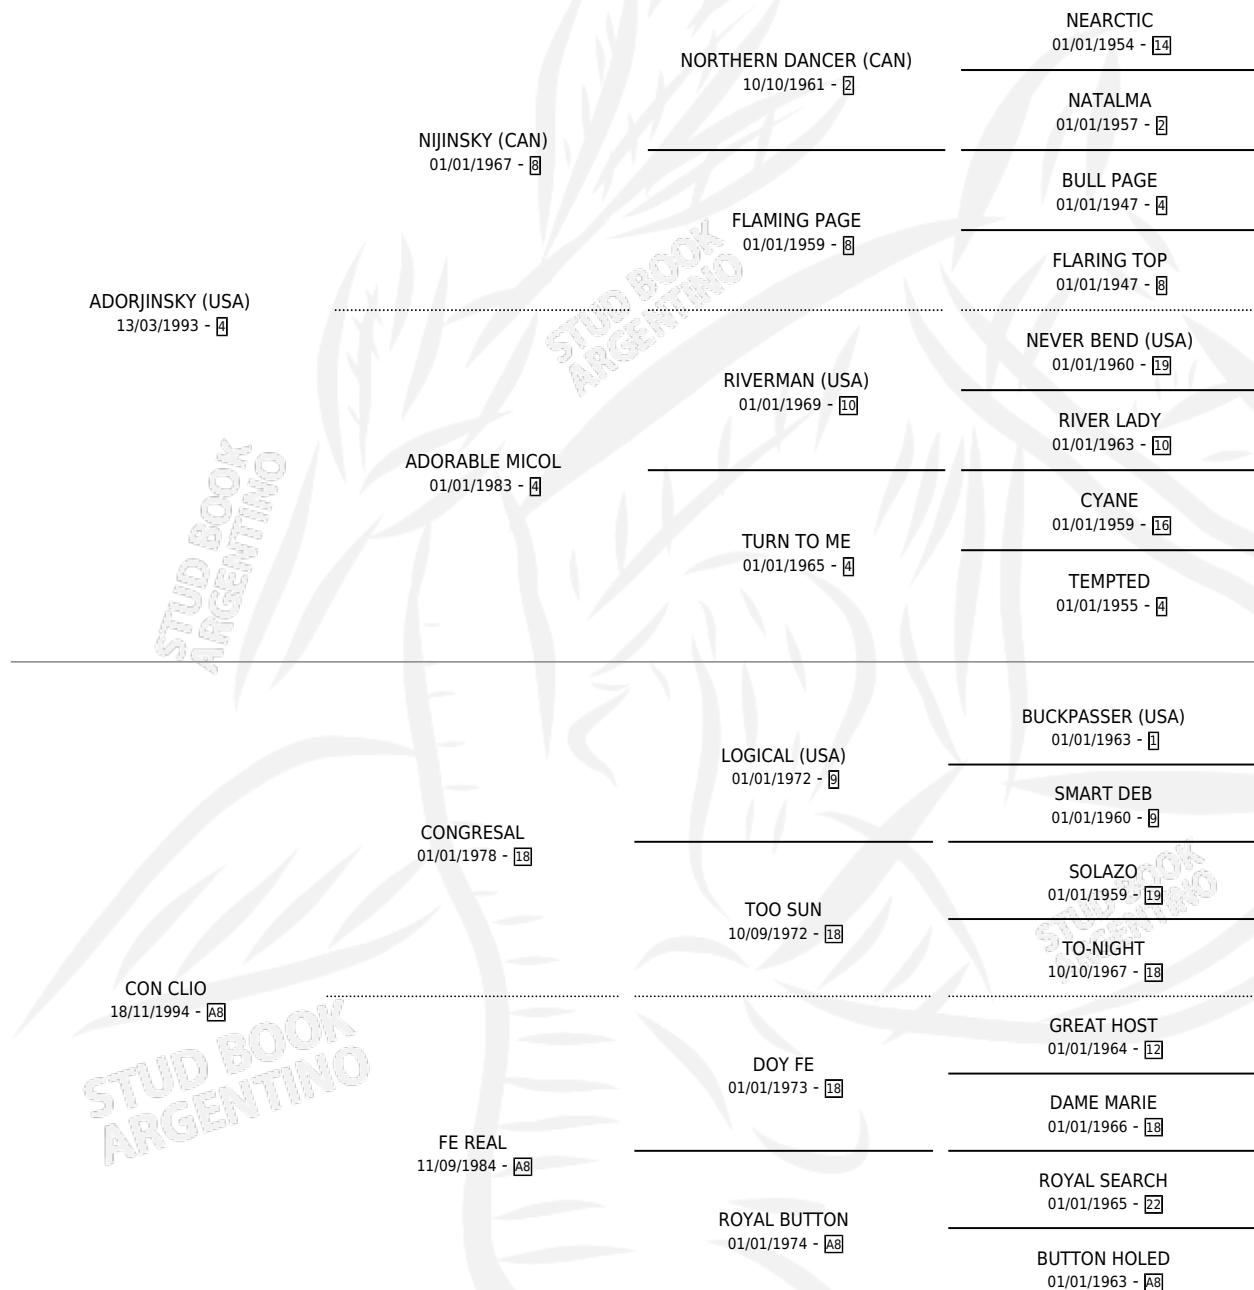 NEARCTIC
01/01/1954 - 14
NORTHERN DANCER (CAN)
10/10/1961 - 2
NATALMA
01/01/1957 - 2
NIJINSKY (CAN)
01/01/1967 - 8
BULL PAGE
01/01/1947 - 4
FLAMING PAGE
01/01/1959 - 8
FLARING TOP
01/01/1947 - 8
ADORJINSKY (USA)
13/03/1993 - 4
NEVER BEND (USA)
01/01/1960 - 19
RIVERMAN (USA)
01/01/1969 - 10
RIVER LADY
01/01/1963 - 10
ADORABLE MICOL
01/01/1983 - 4
CYANE
01/01/1959 - 16
TURN TO ME
01/01/1965 - 4
TEMPTED
01/01/1955 - 4
BUCKPASSER (USA)
01/01/1963 - 1
LOGICAL (USA)
01/01/1972 - 9
SMART DEB
01/01/1960 - 9
CONGRESAL
01/01/1978 - 18
SOLAZO
01/01/1959 - 19
TOO SUN
10/09/1972 - 18
TO-NIGHT
10/10/1967 - 18
CON CLIO
18/11/1994 - A8
GREAT HOST
01/01/1964 - 12
DOY FE
01/01/1973 - 18
DAME MARIE
01/01/1966 - 18
FE REAL
11/09/1984 - A8
ROYAL SEARCH
01/01/1965 - 22
ROYAL BUTTON
01/01/1974 - A8
BUTTON HOLED
01/01/1963 - A8
STUD BOOK
ARGENTINO
STUD BOOK
ARGENTINO
STUD BOOK
ARGENTINO
STUD BOOK
ARGENTINO